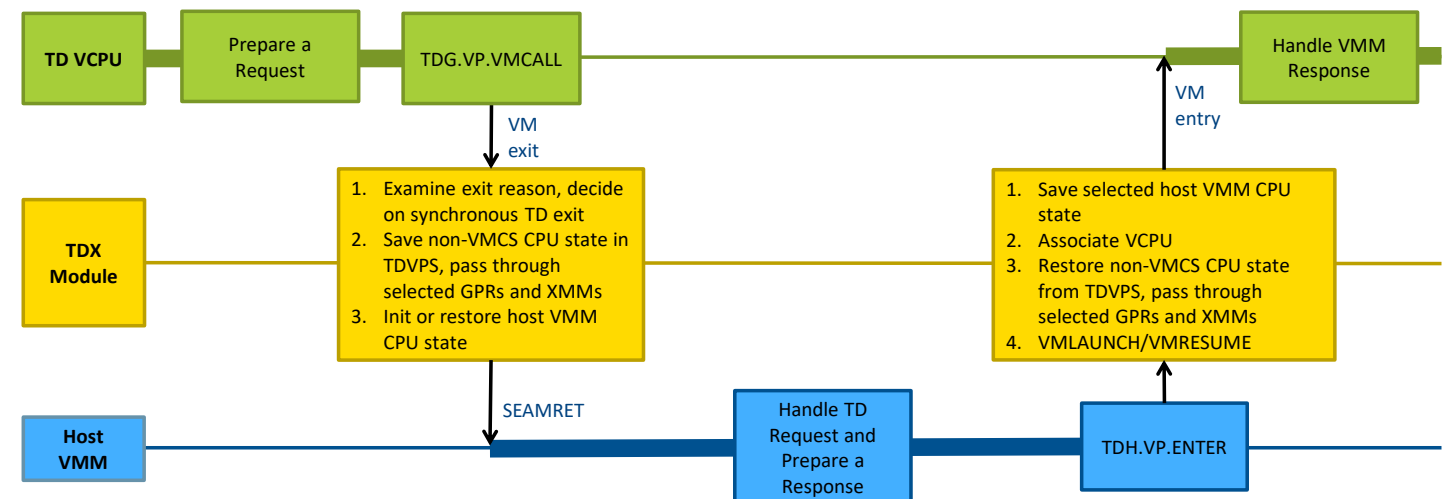 TD VCPU
Prepare a
Request
TDG.VP.VMCALL
Handle VMM
Response
VM
exit
VM
entry
TDX
Module
1. Examine exit reason, decide
on synchronous TD exit
2. Save non-VMCS CPU state in
TDVPS, pass through
selected GPRs and XMMs
3. Init or restore host VMM
CPU state
1. Save selected host VMM CPU
state
2. Associate VCPU
3. Restore non-VMCS CPU state
from TDVPS, pass through
selected GPRs and XMMs
4. VMLAUNCH/VMRESUME
SEAMRET
Host
VMM
Handle TD
Request and
Prepare a
Response
TDH.VP.ENTER